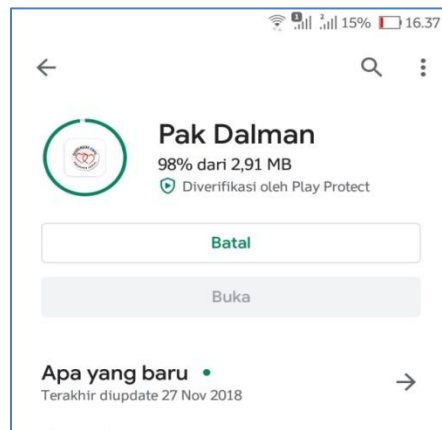 15% 16.37
Pak Dalman
98% dari 2,91 MB
Diverifikasi oleh Play Protect
Batal
Buka
Apa yang baru •
Terakhir diupdate 27 Nov 2018